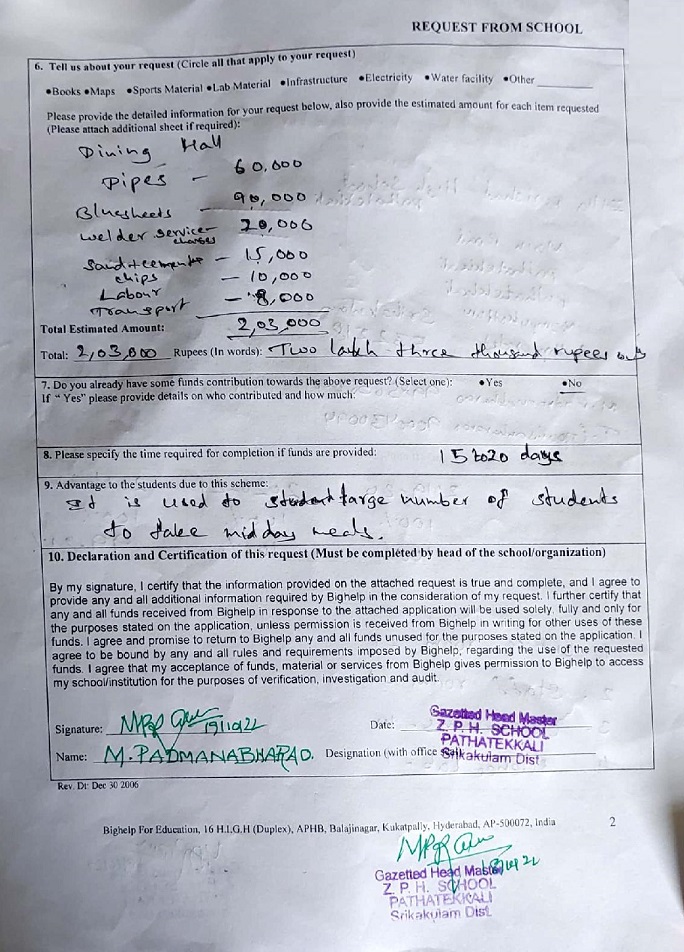 REQUEST FROM SCHOOL
6. Tell us about your request (Circle all that apply to your request)
•Books •Maps •Sports Material •Lab Material •Infrastructure •Electricity •Water facility •Other
Please provide the detailed information for your request below, also provide the estimated amount for each item requested
(Please attach additional sheet if required):
Dining Hall
Pipes - 60,000
Bluesheets 90,000
welder service charges - 20,000
Sand + cements - 15,000
chips
Labour - 10,000
Transport - 8,000
Total Estimated Amount: 2,03,000
Total: 2,03,000 Rupees (In words): Two lakh three thousand rupees only
7. Do you already have some funds contribution towards the above request? (Select one): •Yes •No
If “ Yes” please provide details on who contributed and how much.
8. Please specify the time required for completion if funds are provided: 15 to 20 days
9. Advantage to the students due to this scheme:
It is used to large number of students
to take mid day meals.
10. Declaration and Certification of this request (Must be completed by head of the school/organization)
By my signature, I certify that the information provided on the attached request is true and complete, and I agree to
provide any and all additional information required by Bighelp in the consideration of my request. I further certify that
any and all funds received from Bighelp in response to the attached application will be used solely, fully and only for
the purposes stated on the application, unless permission is received from Bighelp in writing for other uses of these
funds. I agree and promise to return to Bighelp any and all funds unused for the purposes stated on the application. I
agree to be bound by any and all rules and requirements imposed by Bighelp, regarding the use of the requested
funds. I agree that my acceptance of funds, material or services from Bighelp gives permission to Bighelp to access
my school/institution for the purposes of verification, investigation and audit.
Signature: 19/10/22 Date:
Gazetted Head Master
Z. P. H. SCHOOL
PATHATEKKALI
Srikakulam Dist
Name: M. PADMANABHARAO. Designation (with office
Rev. Dt: Dec 30 2006
Bighelp For Education, 16 H.I.G.H (Duplex), APHB, Balajinagar, Kukatpally, Hyderabad, AP-500072, India 2
Gazetted Head Master
Z. P. H. SCHOOL
PATHATEKKALI
Srikakulam Dist.